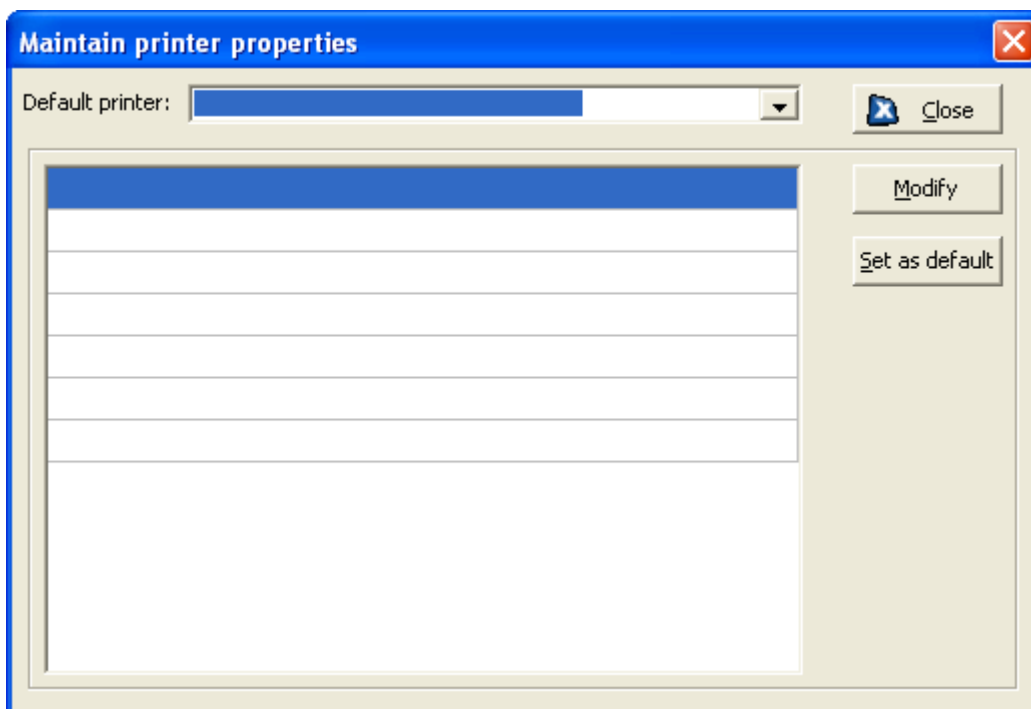 Maintain printer properties
Default printer:
Close
Modify
Set as default